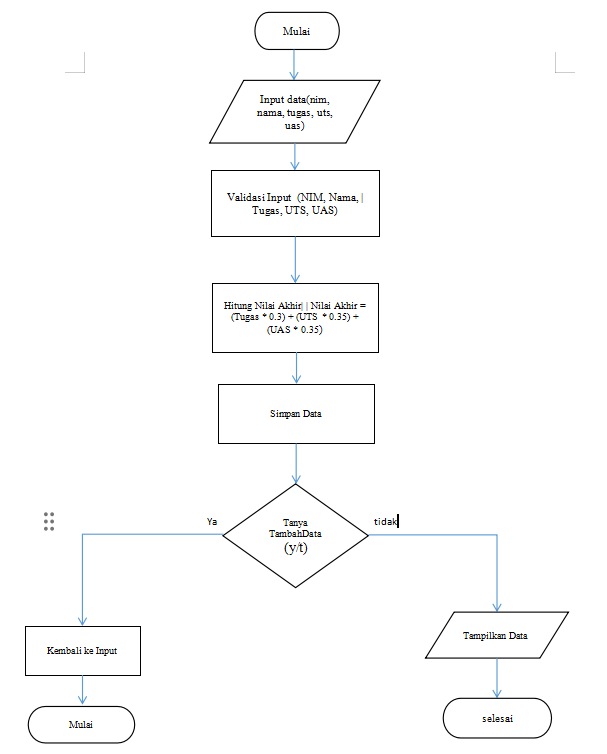 Mulai
Input data(nim,
nama, tugas, uts,
uas)
Validasi Input (NIM, Nama, |
Tugas, UTS, UAS)
Hitung Nilai Akhir| | Nilai Akhir =
(Tugas * 0.3) + (UTS * 0.35) +
(UAS * 0.35)
Simpan Data
Ya
Tanya
TambahData
(y/t)
tidak
Kembali ke Input
Tampilkan Data
Mulai
selesai